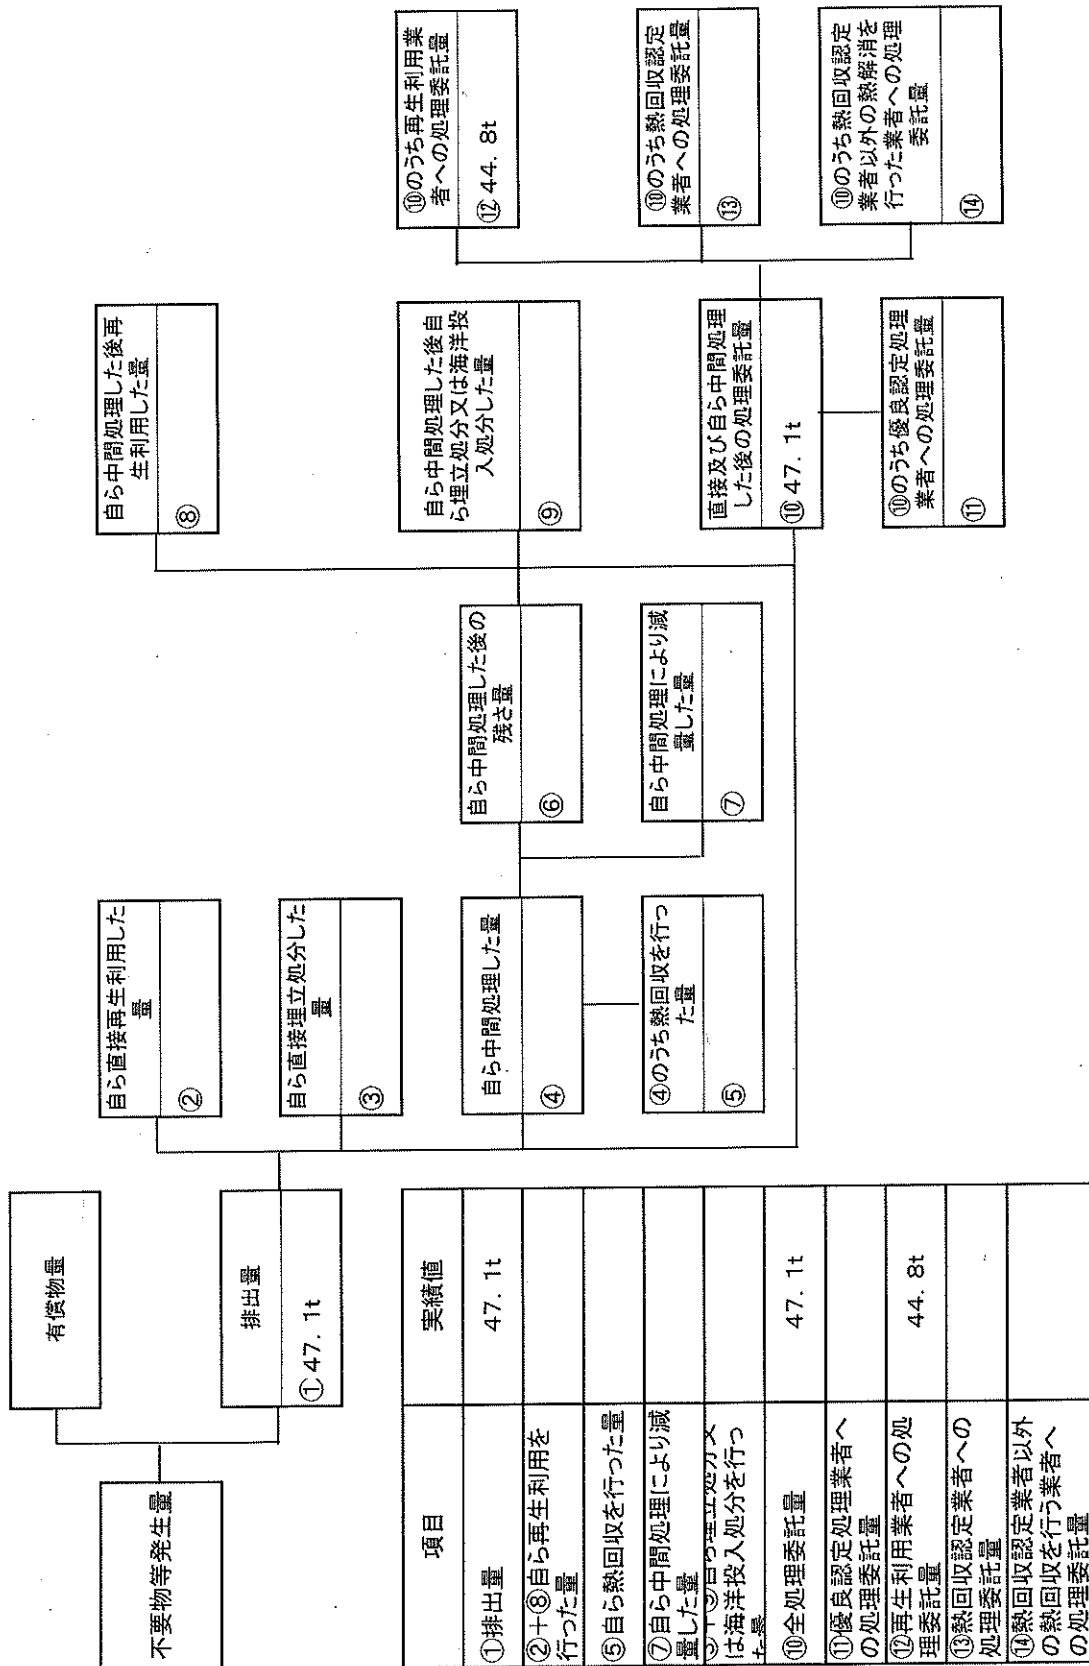 不要物等発生量
有償物量
排出量
①47. 1t
自ら直接再生利用した
量
②
自ら直接埋立処分した
量
③
自ら中間処理した量
④
④のうち熱回収を行っ
た量
⑤
自ら中間処理した後の
残さ量
⑥
自ら中間処理により減
量した量
⑦
自ら中間処理した後再
生利用した量
⑧
自ら中間処理した後自
ら埋立処分又は海洋投
入処分した量
⑨
直接及び自ら中間処理
した後の処理委託量
⑩47. 1t
⑩のうち優良認定処理
業者への処理委託量
⑪
⑩のうち再生利用業
者への処理委託量
⑫44. 8t
⑩のうち熱回収認定
業者への処理委託量
⑬
⑩のうち熱回収認定
業者以外の熱解消を
行った業者への処理
委託量
⑭
項目 実績値
①排出量 47. 1t
②+⑧自ら再生利用を
行った量
⑤自ら熱回収を行った量
⑦自ら中間処理により減
量した量
③+⑨自ら埋立処分又
は海洋投入処分を行っ
た量
⑩全処理委託量 47. 1t
⑪優良認定処理業者へ
の処理委託量
⑫再生利用業者への処
理委託量 44. 8t
⑬熱回収認定業者への
処理委託量
⑭熱回収認定業者以外
の熱回収を行う業者へ
の処理委託量